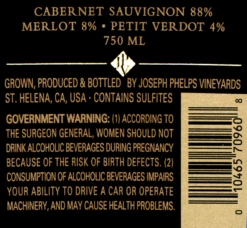 CABERNET SAUVIGNON 88%
MERLOT 8% • PETIT VERDOT 4%
750 ML
GROWN, PRODUCED & BOTTLED BY JOSEPH PHELPS VINEYARDS
ST. HELENA, CA, USA - CONTAINS SULFITES
GOVERNMENT WARNING: (1) ACCORDING TO
THE SURGEON GENERAL, WOMEN SHOULD NOT
DRINK ALCOHOLIC BEVERAGES DURING PREGNANCY
BECAUSE OF THE RISK OF BIRTH DEFECTS. (2)
CONSUMPTION OF ALCOHOLIC BEVERAGES IMPAIRS
YOUR ABILITY TO DRIVE A CAR OR OPERATE
MACHINERY, AND MAY CAUSE HEALTH PROBLEMS.
0 10465 70960 8